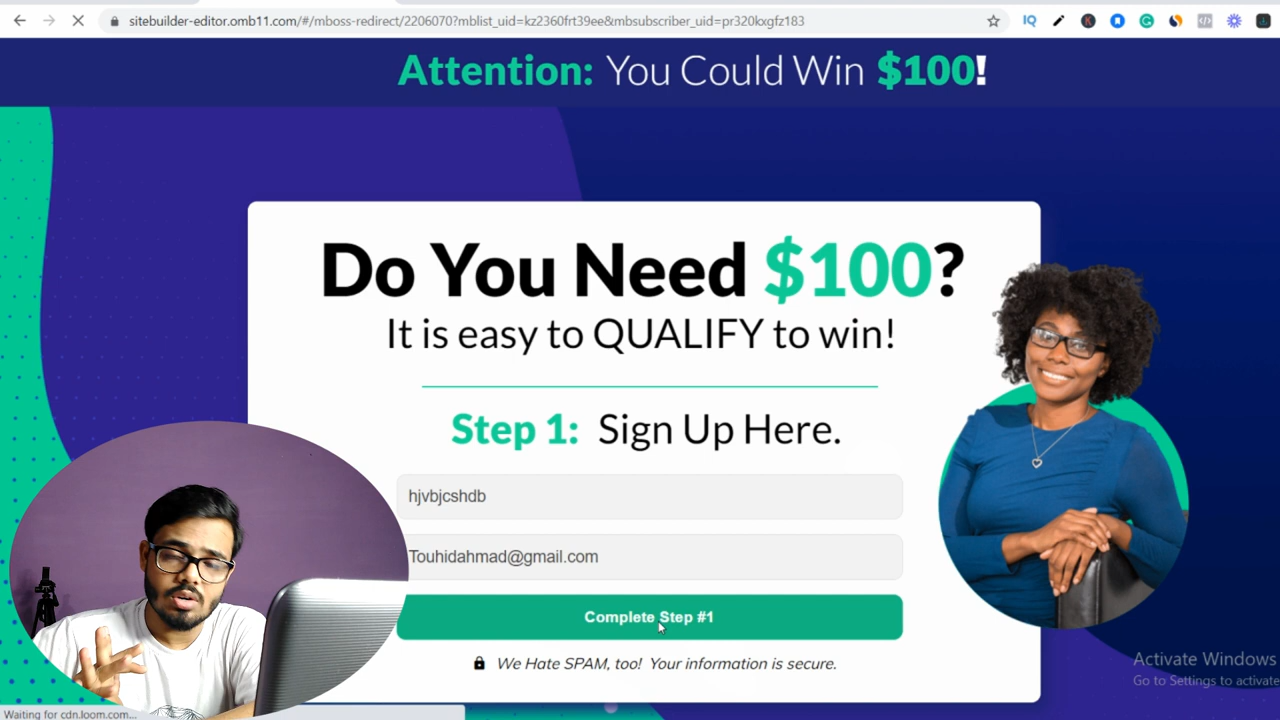 sitebuilder-editor.omb11.com/#/mboss-redirect/2206070?mblist_uid=kz2360frt39ee&mbsubscriber_uid=pr320kxgfz183
IQ
Attention: You Could Win $100!
Do You Need $100?
It is easy to QUALIFY to win!
Step 1: Sign Up Here.
hjvbjcshdb
Touhidahmad@gmail.com
Complete Step #1
We Hate SPAM, too! Your information is secure.
Activate Windows
Go to Settings to activate
Waiting for cdn.loom.com...